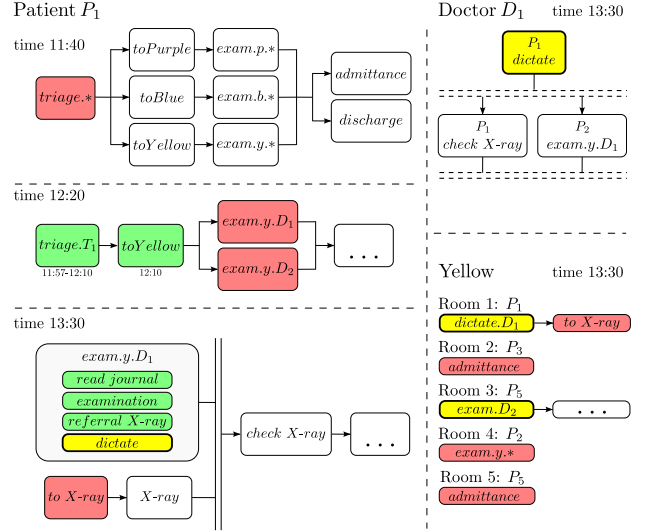 Patient P1
time 11:40
triage.*
toPurple
exam.p.*
toBlue
exam.b.*
toYellow
exam.y.*
admittance
discharge
time 12:20
triage.T1
11:57-12:10
toYellow
12:10
exam.y.D1
exam.y.D2
...
time 13:30
exam.y.D1
read journal
examination
referral X-ray
dictate
to X-ray
X-ray
check X-ray
...
Doctor D1 time 13:30
P1
dictate
P1
check X-ray
P2
exam.y.D1
Yellow time 13:30
Room 1: P1
dictate.D1 to X-ray
Room 2: P3
admittance
Room 3: P5
exam.D2 ...
Room 4: P2
exam.y.*
Room 5: P5
admittance